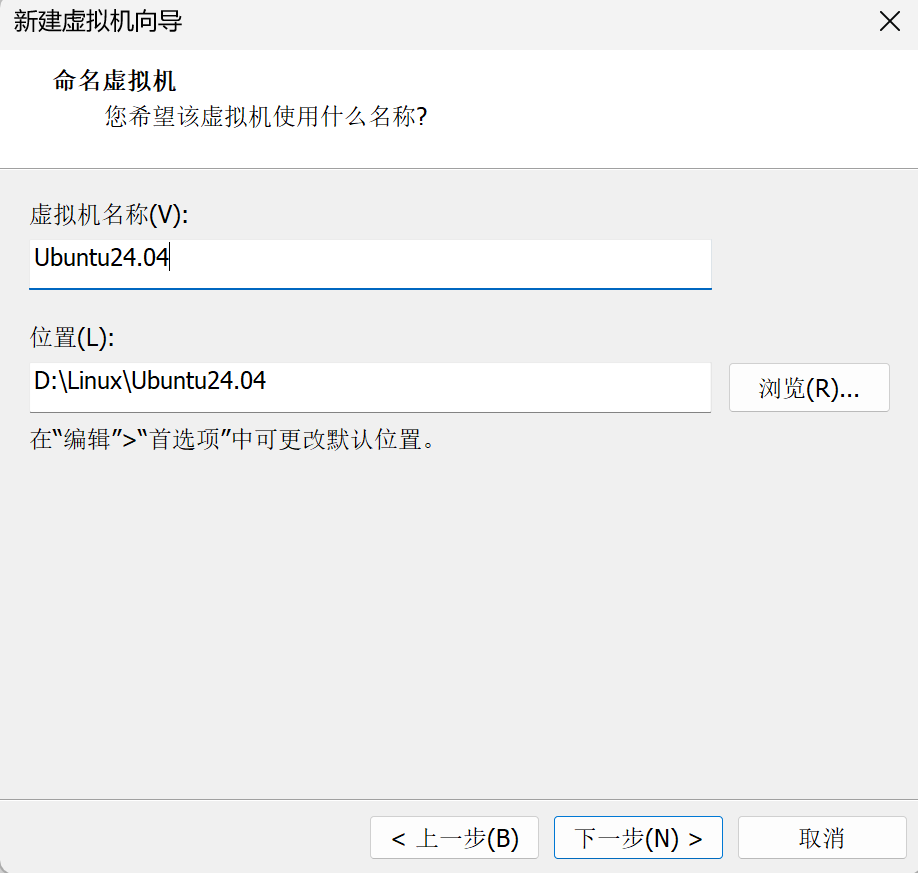 新建虚拟机向导
命名虚拟机
您希望该虚拟机使用什么名称?
虚拟机名称(V):
Ubuntu24.04
位置(L):
D:\Linux\Ubuntu24.04
浏览(R)...
在“编辑”>“首选项”中可更改默认位置。
< 上一步(B)
下一步(N) >
取消